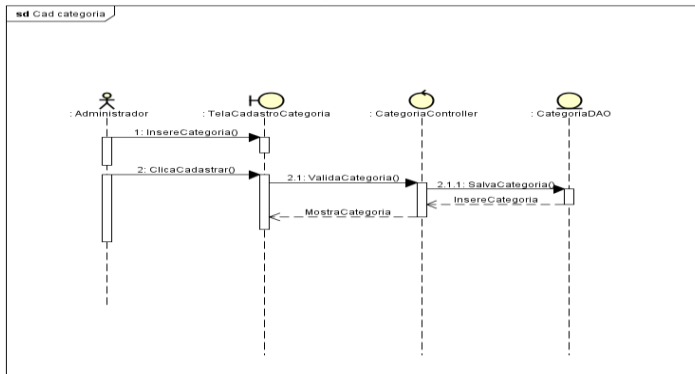 sd Cad categoria
: Administrador
: TelaCadastroCategoria
: CategoriaController
: CategoriaDAO
1: InsereCategoria()
2: ClicaCadastrar()
2.1: ValidaCategoria()
2.1.1: SalvaCategoria()
InsereCategoria
MostraCategoria